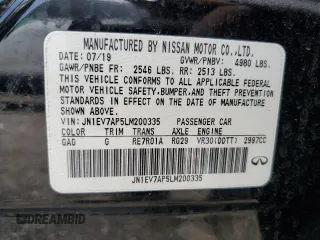 MANUFACTURED BY NISSAN MOTOR CO.,LTD.
DATE: 07/19 GVWR/PNBV: 4980 LBS.
GAWR/PNBE FR: 2546 LBS. RR: 2513 LBS.
THIS VEHICLE CONFORMS TO ALL APPLICABLE
FEDERAL MOTOR VEHICLE SAFETY, BUMPER, AND
THEFT PREVENTION STANDARDS IN EFFECT ON THE
DATE OF MANUFACTURE SHOWN ABOVE.
VIN: JN1EV7AP5LM200335 PASSENGER CAR
COLOR TRIM TRANS AXLE ENGINE
GAG G RE7R01A RG29 VR30(DDTT) 2997CC
JN1EV7AP5LM200335
INFINITI
© BIDINFO